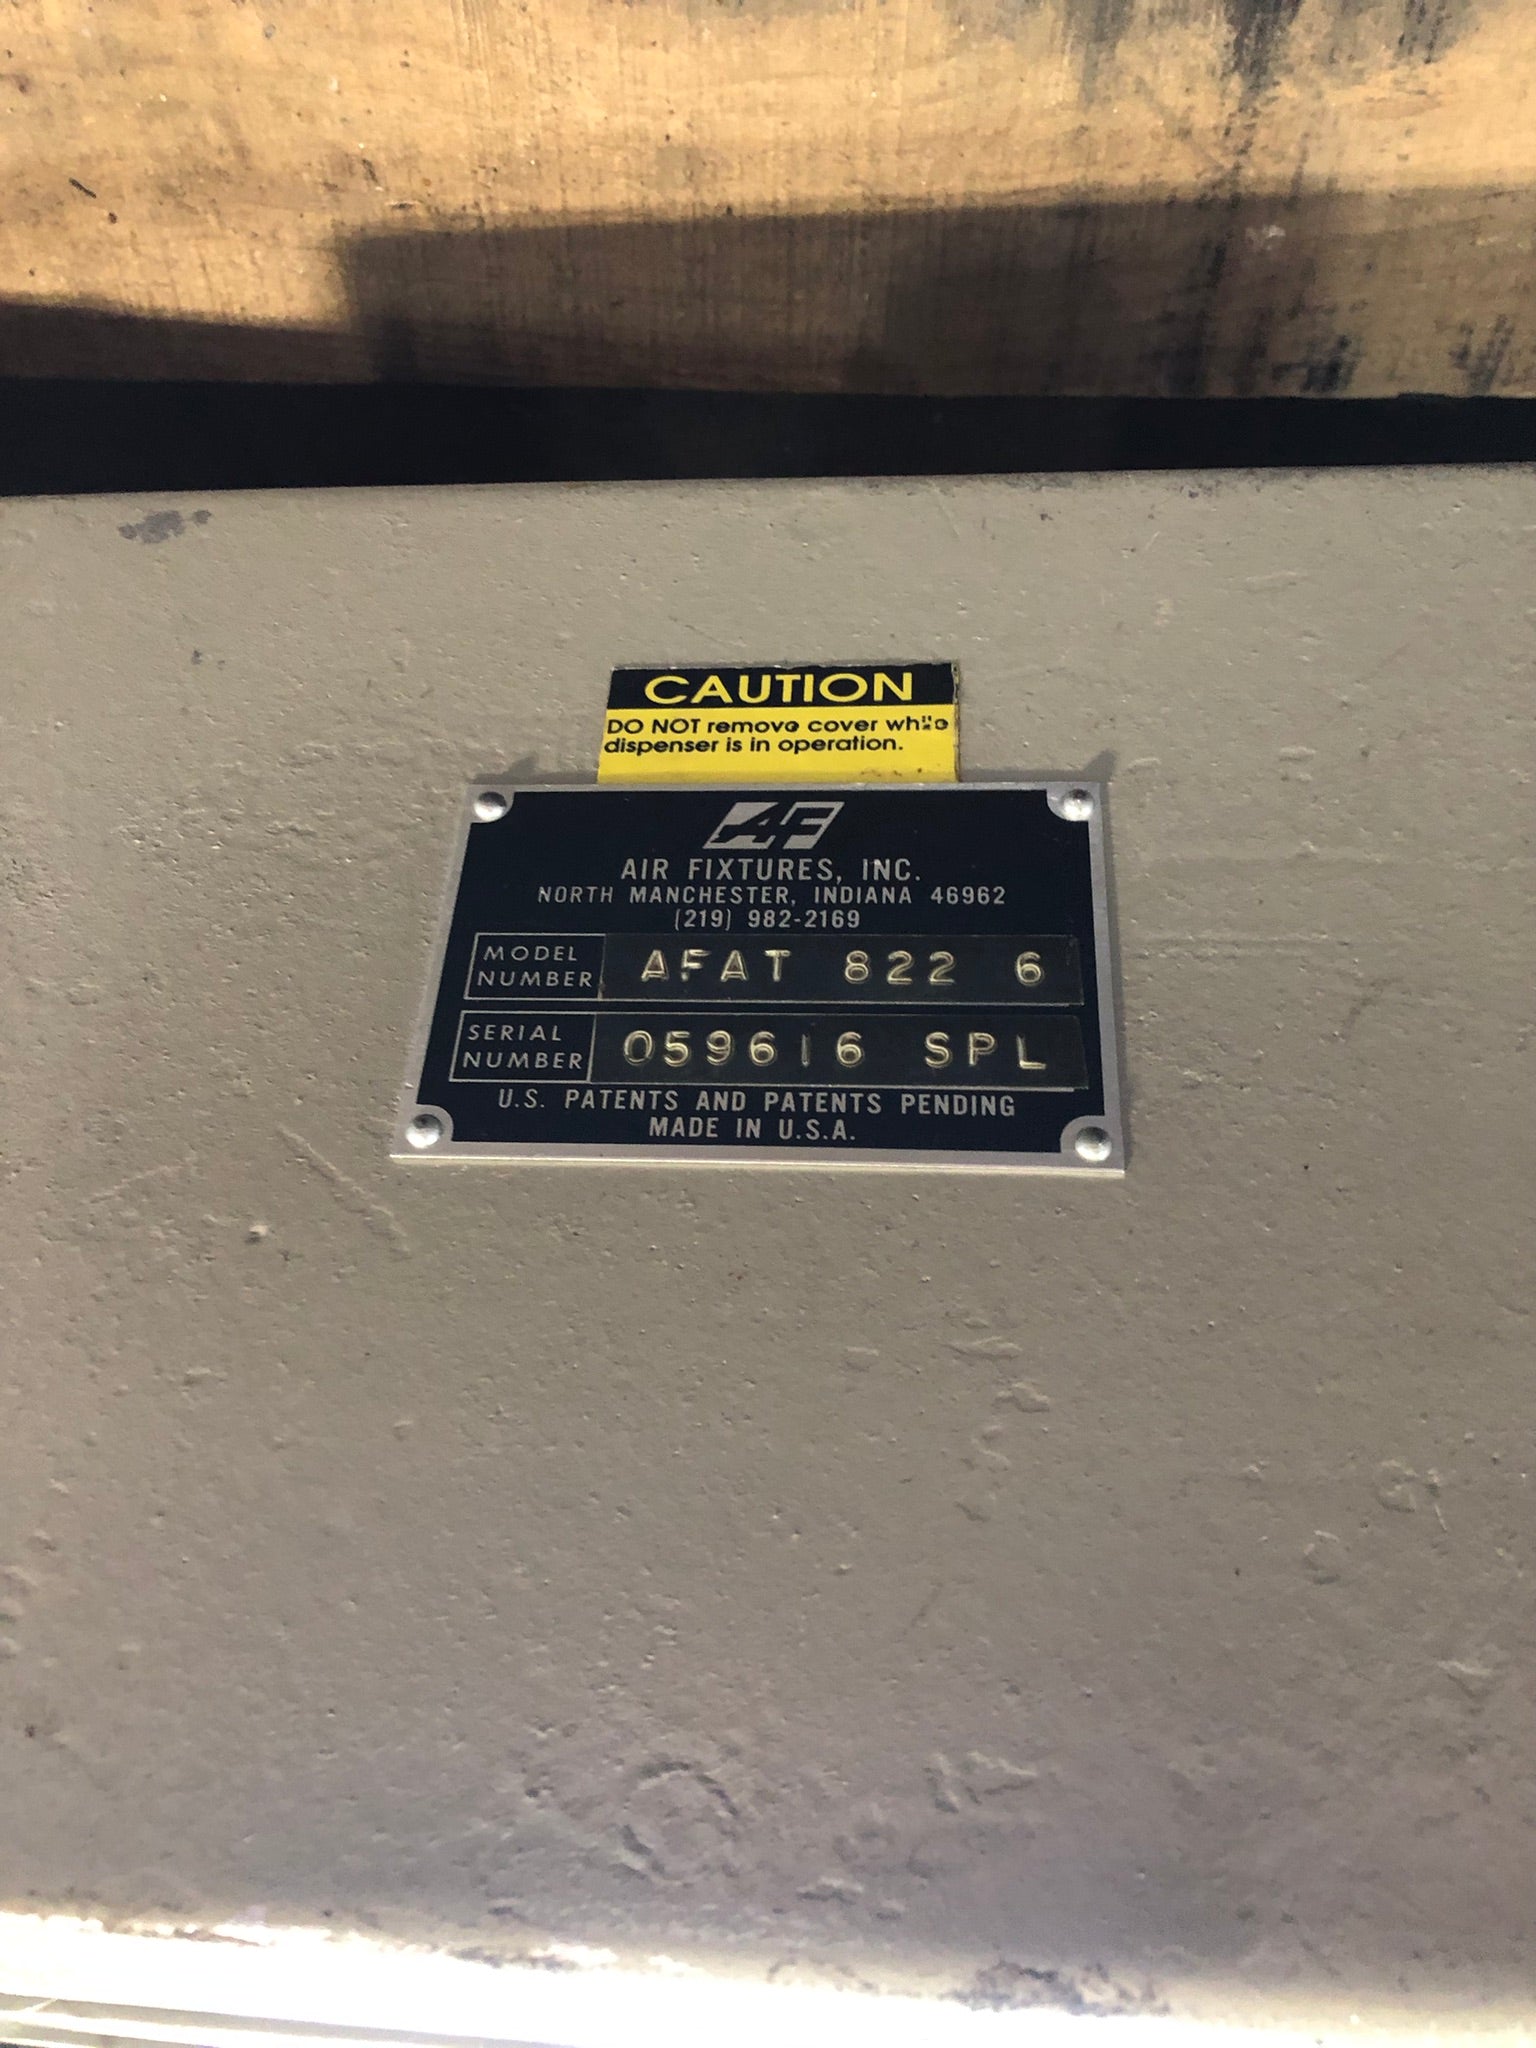 CAUTION
DO NOT remove cover while
dispenser is in operation.
AF
AIR FIXTURES, INC.
NORTH MANCHESTER, INDIANA 46962
(219) 982-2169
MODEL
NUMBER
AFAT 822 6
SERIAL
NUMBER
059616 SPL
U.S. PATENTS AND PATENTS PENDING
MADE IN U.S.A.